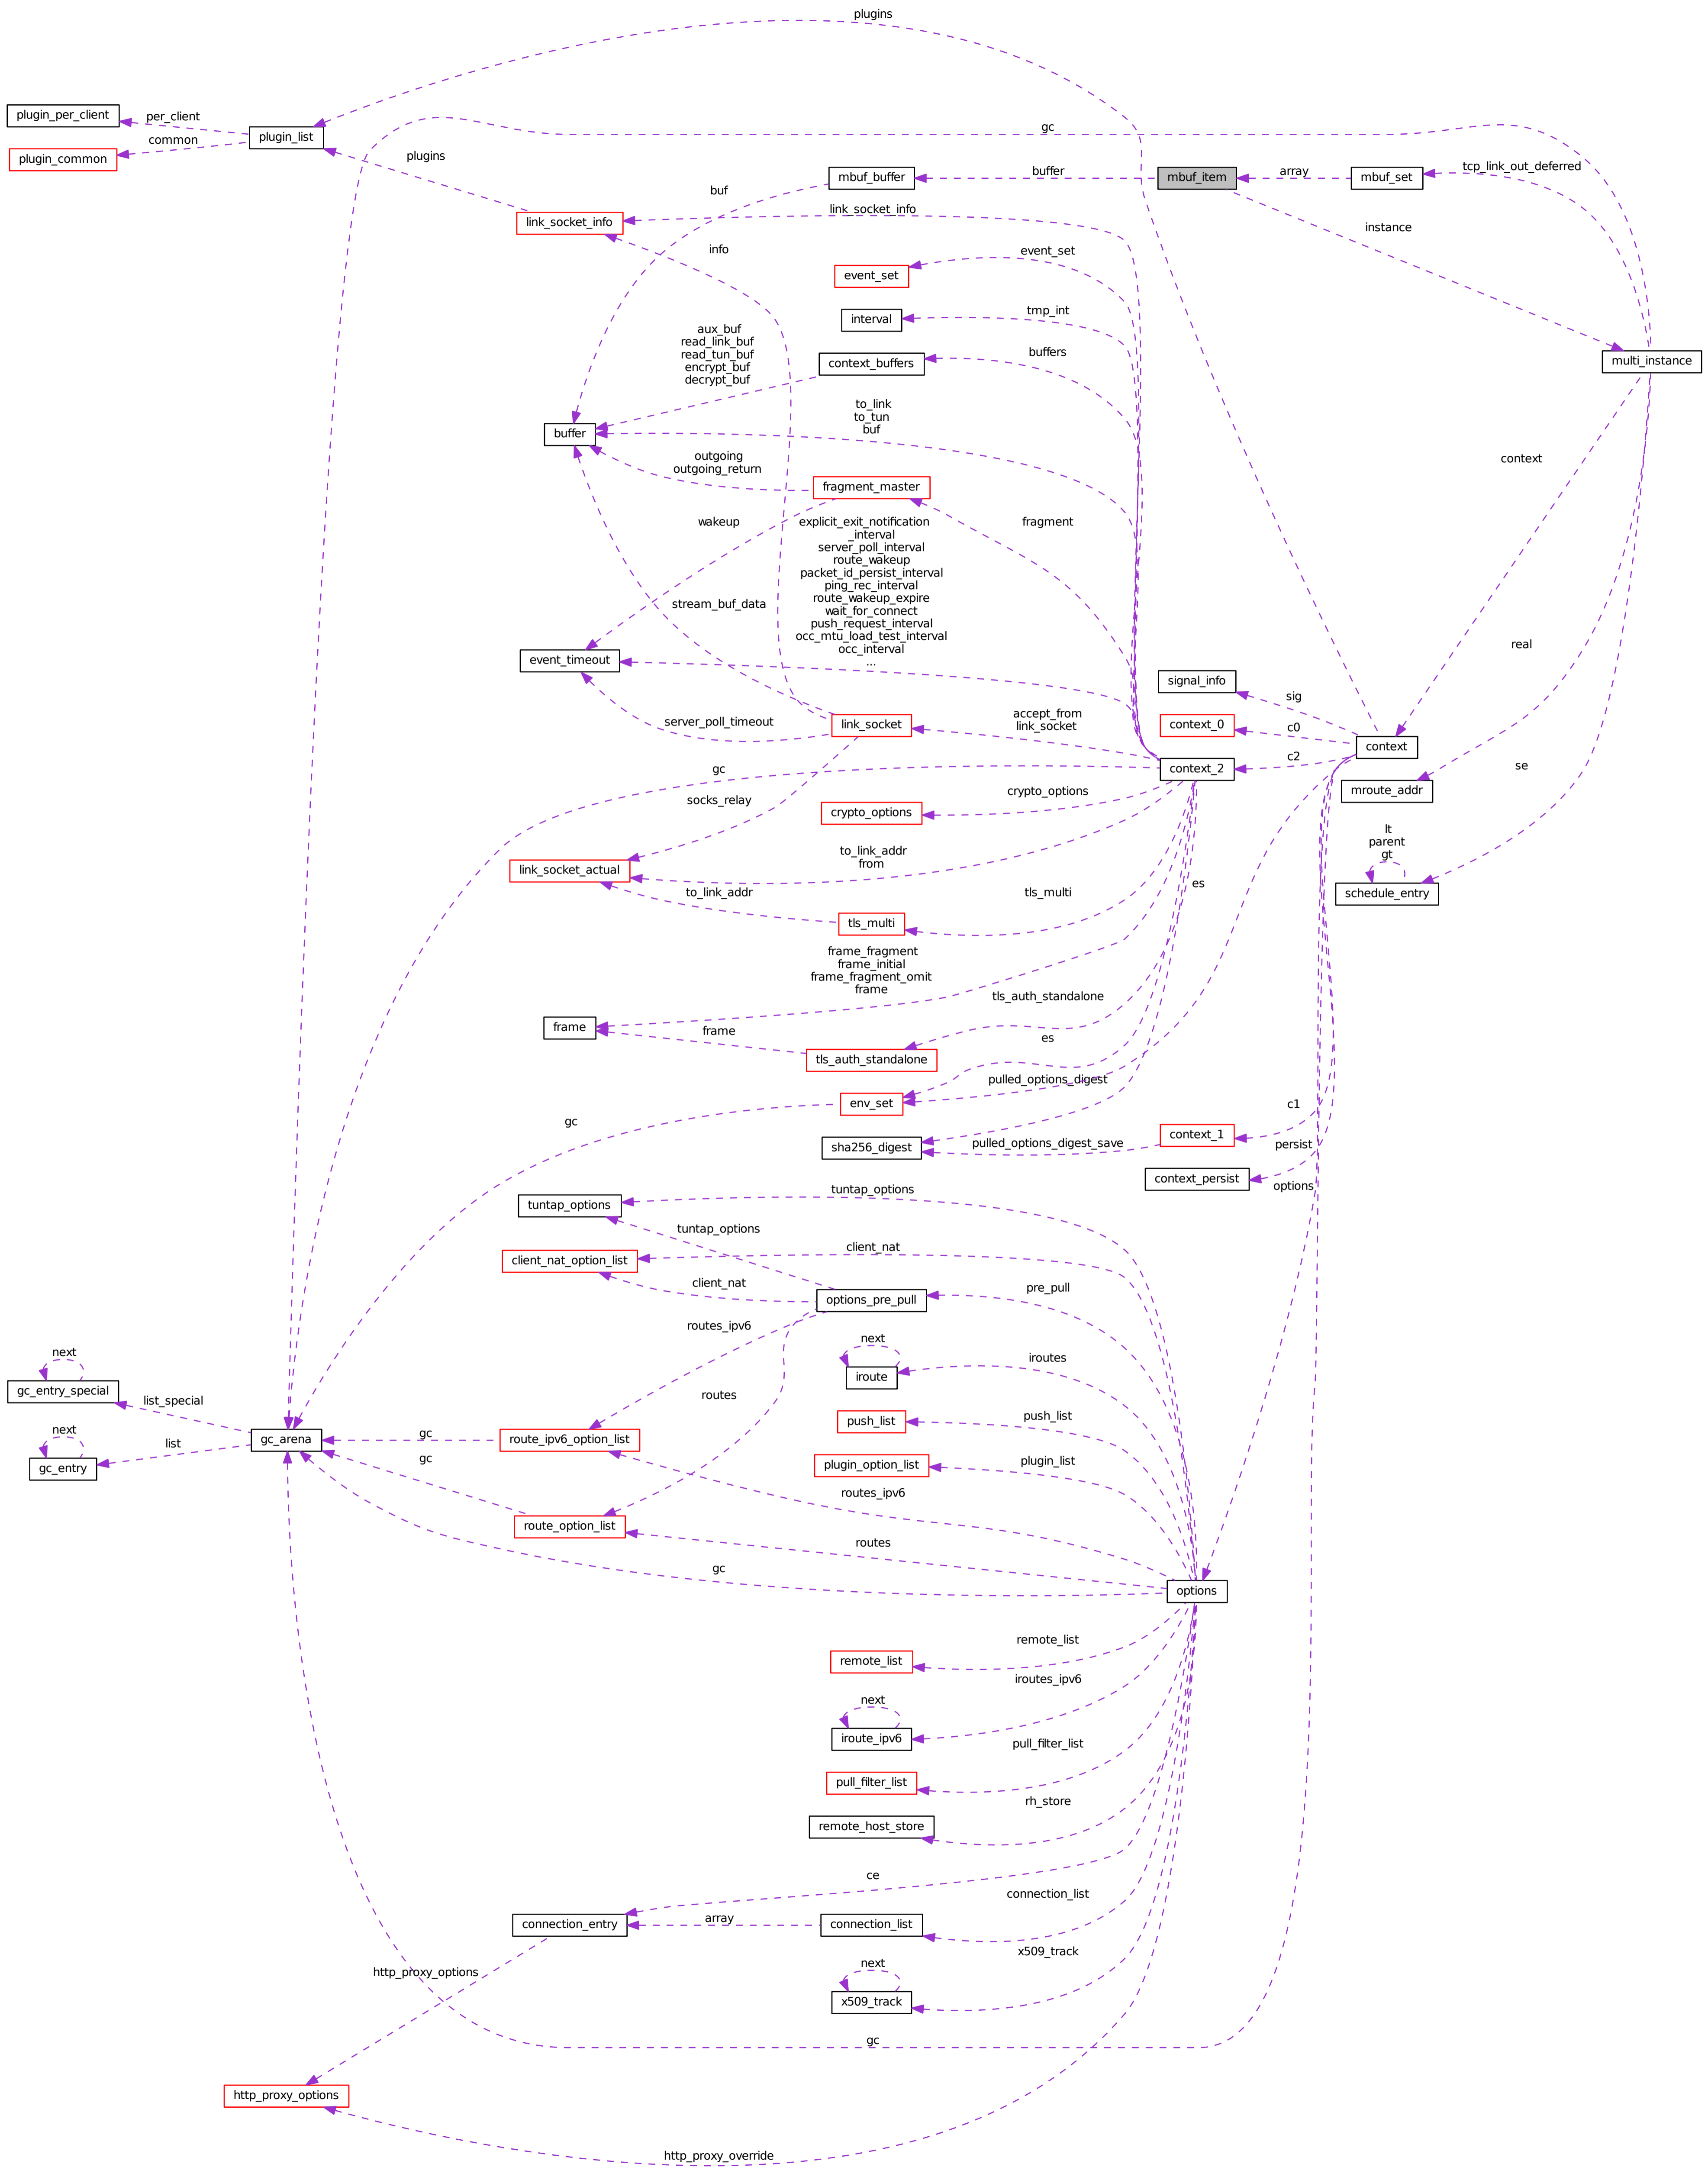 plugins
plugin_per_client
per_client
plugin_list
gc
common
plugin_common
plugins
tcp_link_out_deferred
mbuf_buffer
buffer
mbuf_item
array
mbuf_set
buf
link_socket_info
link_socket_info
instance
info
event_set
event_set
interval
tmp_int
aux_buf
read_link_buf
read_tun_buf
encrypt_buf
decrypt_buf
context_buffers
buffers
multi_instance
to_link
to_tun
buf
buffer
outgoing
outgoing_return
fragment_master
context
wakeup
fragment
explicit_exit_notification
_interval
server_poll_interval
route_wakeup
packet_id_persist_interval
ping_rec_interval
route_wakeup_expire
wait_for_connect
push_request_interval
occ_mtu_load_test_interval
occ_interval
...
stream_buf_data
event_timeout
real
signal_info
sig
server_poll_timeout
link_socket
accept_from
link_socket
context_0
c0
context
gc
context_2
c2
se
socks_relay
crypto_options
crypto_options
mroute_addr
lt
parent
gt
link_socket_actual
to_link_addr
from
es
schedule_entry
to_link_addr
tls_multi
tls_multi
frame_fragment
frame_initial
frame_fragment_omit
frame
tls_auth_standalone
frame
frame
tls_auth_standalone
es
pulled_options_digest
env_set
gc
c1
sha256_digest
pulled_options_digest_save
context_1
persist
context_persist
options
tuntap_options
tuntap_options
tuntap_options
client_nat_option_list
client_nat
client_nat
options_pre_pull
pre_pull
routes_ipv6
next
iroute
iroutes
next
gc_entry_special
list_special
routes
push_list
push_list
next
gc_entry
list
gc_arena
gc
route_ipv6_option_list
gc
plugin_option_list
plugin_list
routes_ipv6
route_option_list
routes
gc
options
remote_list
remote_list
next
iroute_ipv6
iroutes_ipv6
pull_filter_list
pull_filter_list
remote_host_store
rh_store
ce
connection_entry
array
connection_list
connection_list
http_proxy_options
next
x509_track
x509_track
gc
http_proxy_options
http_proxy_override